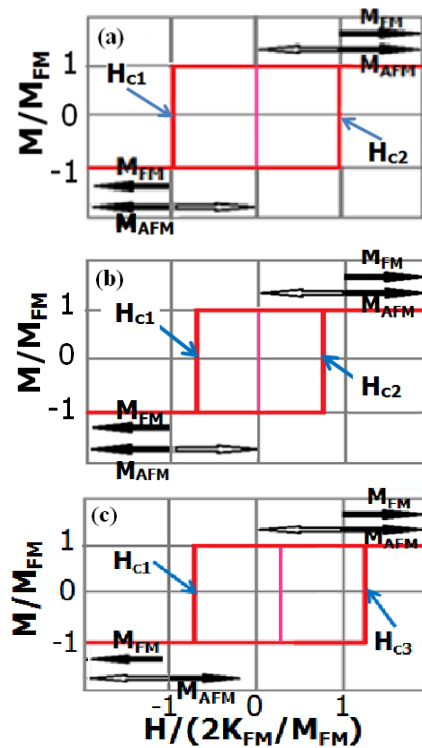 (a)
M_FM
M_AFM
H_c1
H_c2
M/M_FM
1
0
-1
M_FM
M_AFM
(b)
M_FM
M_AFM
H_c1
H_c2
M/M_FM
1
0
-1
M_FM
M_AFM
(c)
M_FM
M_AFM
H_c1
H_c3
M/M_FM
1
0
-1
M_FM
M_AFM
-1 0 1
H/(2K_FM/M_FM)